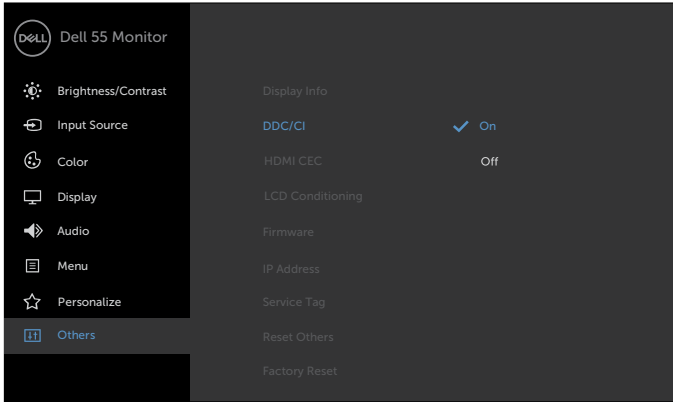 DELL
Dell 55 Monitor
Brightness/Contrast
Input Source
Color
Display
Audio
Menu
Personalize
Others
Display Info
DDC/CI
On
HDMI CEC
Off
LCD Conditioning
Firmware
IP Address
Service Tag
Reset Others
Factory Reset